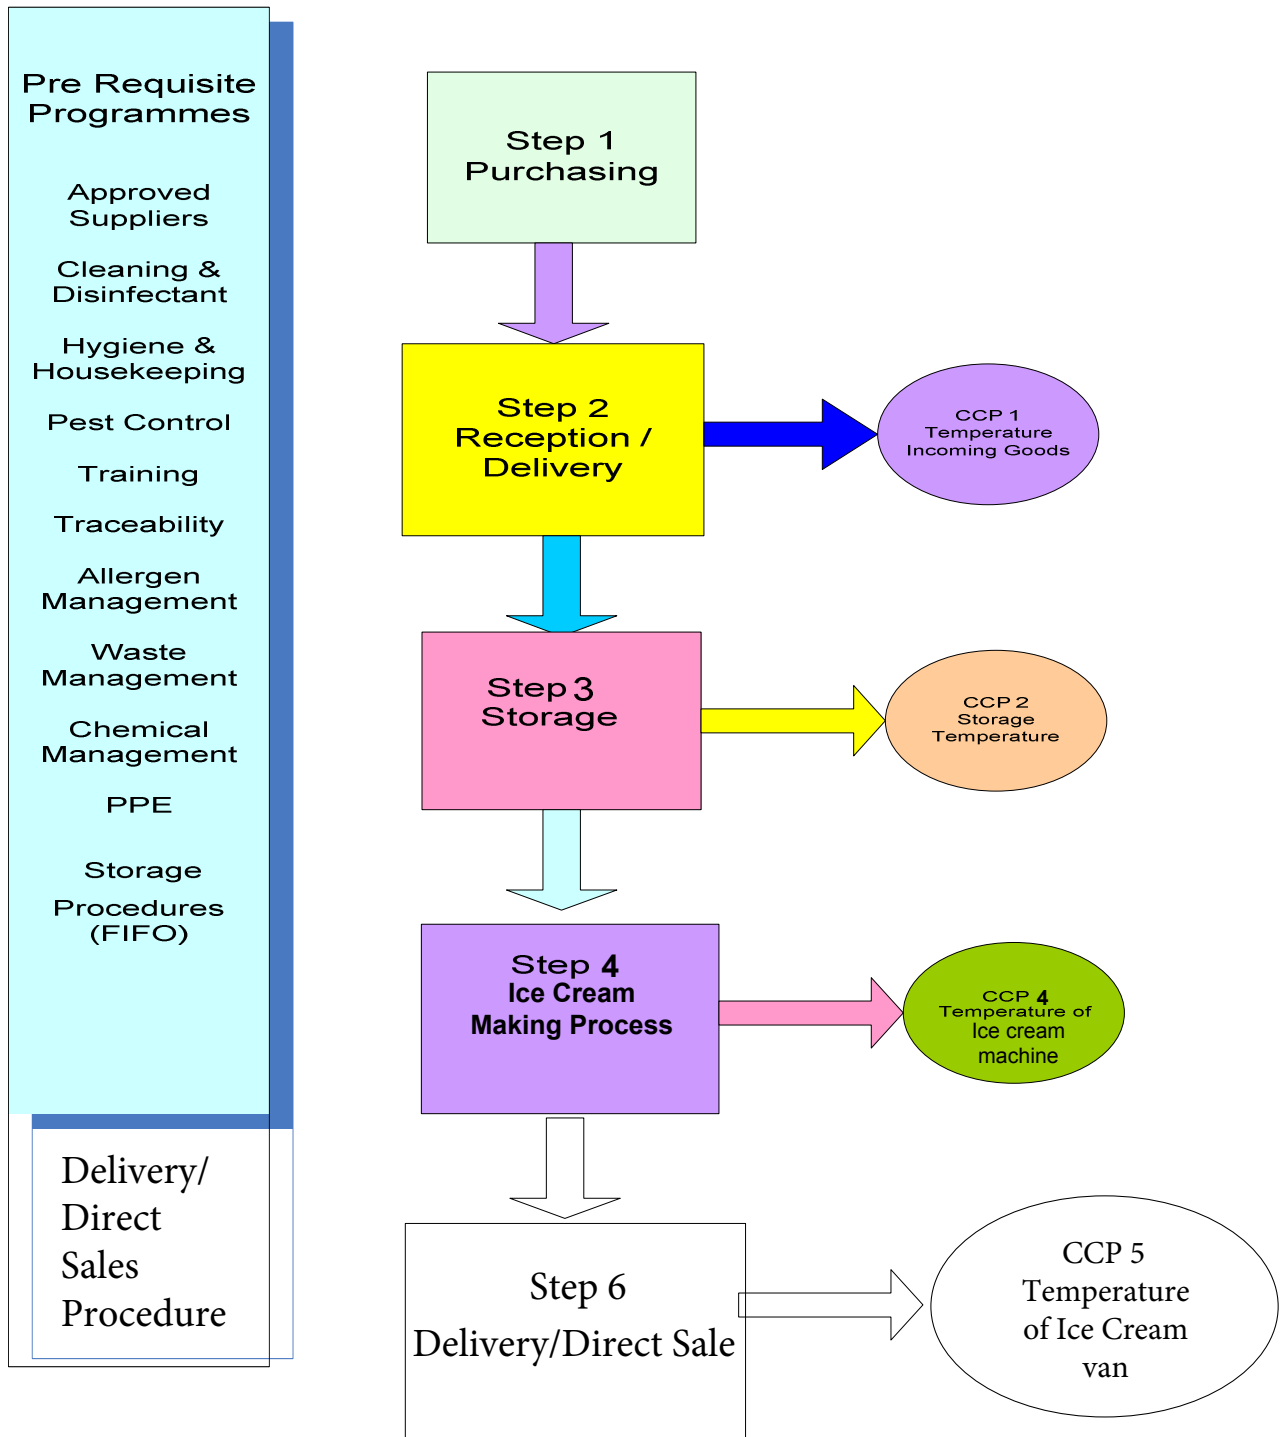 Pre Requisite
Programmes
Approved
Suppliers
Cleaning &
Disinfectant
Hygiene &
Housekeeping
Pest Control
Training
Traceability
Allergen
Management
Waste
Management
Chemical
Management
PPE
Storage
Procedures
(FIFO)
Delivery/
Direct
Sales
Procedure
Step 1
Purchasing
Step 2
Reception /
Delivery
CCP 1
Temperature
Incoming Goods
Step 3
Storage
CCP 2
Storage
Temperature
Step 4
Ice Cream
Making Process
CCP 4
Temperature of
Ice cream
machine
Step 6
Delivery/Direct Sale
CCP 5
Temperature
of Ice Cream
van